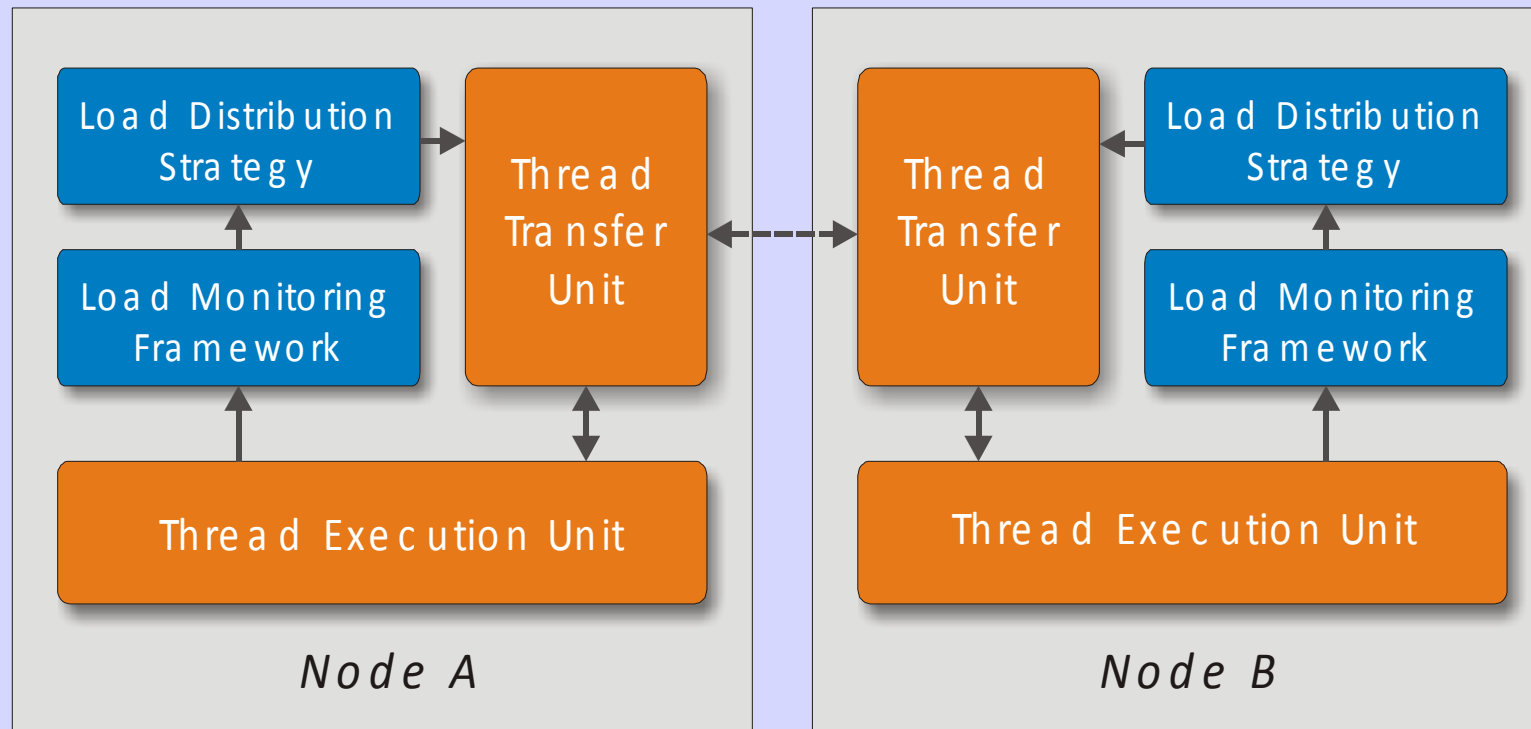 Load Distribution
Strategy
Thread
Transfer
Unit
Load Monitoring
Framework
Thread Execution Unit
Node A
Thread
Transfer
Unit
Load Distribution
Strategy
Load Monitoring
Framework
Thread Execution Unit
Node B